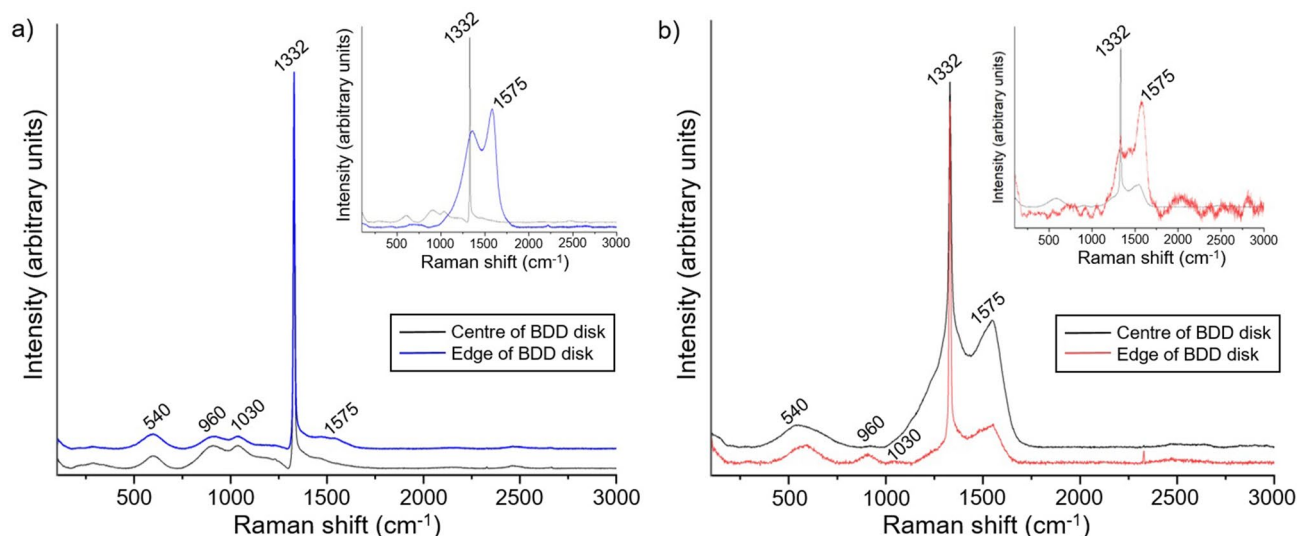 a)
Intensity (arbitrary units)
1332
540
960
1030
1575
500
1000
1500
2000
2500
3000
Raman shift (cm⁻¹)
Intensity (arbitrary units)
1332
1575
500
1000
1500
2000
2500
3000
Raman shift (cm⁻¹)
Centre of BDD disk
Edge of BDD disk
b)
Intensity (arbitrary units)
1332
1575
540
960
1030
500
1000
1500
2000
2500
3000
Raman shift (cm⁻¹)
Intensity (arbitrary units)
1332
1575
500
1000
1500
2000
2500
3000
Raman shift (cm⁻¹)
Centre of BDD disk
Edge of BDD disk